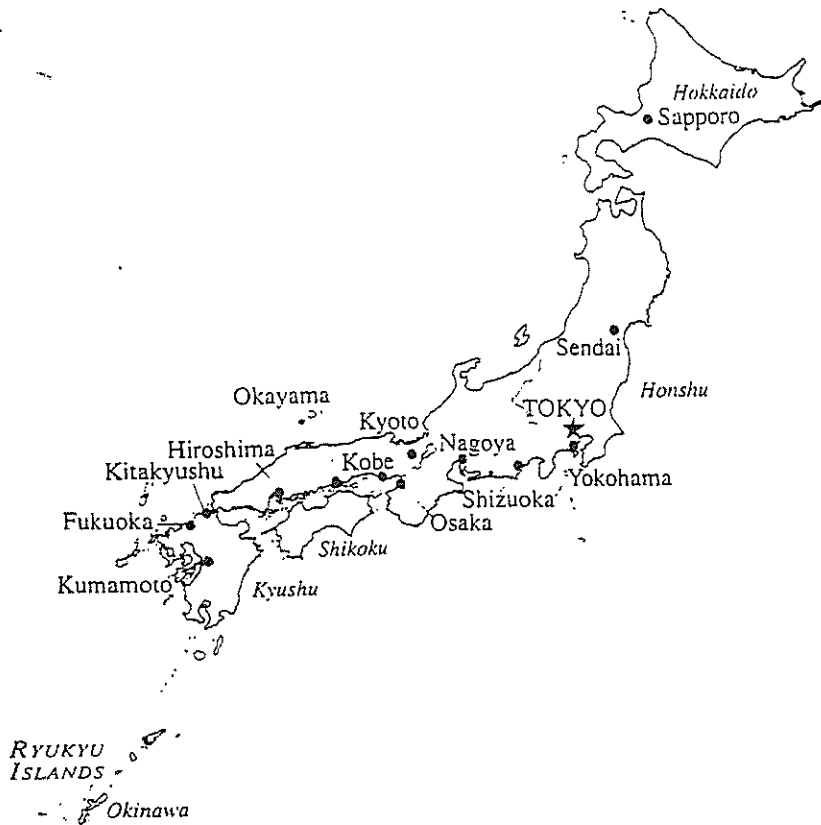 Hokkaido
Sapporo
Sendai
Honshu
Okayama
TOKYO
Kyoto
Hiroshima
Nagoya
Kitakyushu
Kobe
Yokohama
Shizuoka
Fukuoka
Osaka
Shikoku
Kumamoto
Kyushu
RYUKYU
ISLANDS
Okinawa